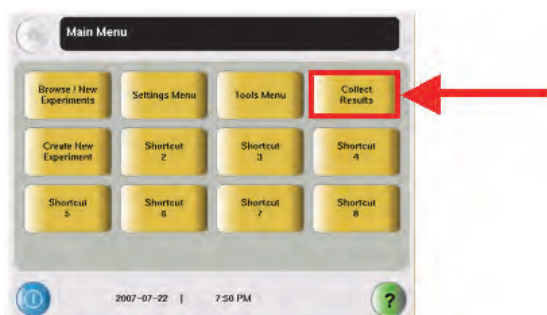 Main Menu
Browse / New
Experiments
Settings Menu
Tools Menu
Collect
Results
Create New
Experiment
Shortcut
2
Shortcut
3
Shortcut
4
Shortcut
5
Shortcut
6
Shortcut
7
Shortcut
8
2007-07-22 | 7:50 PM
?